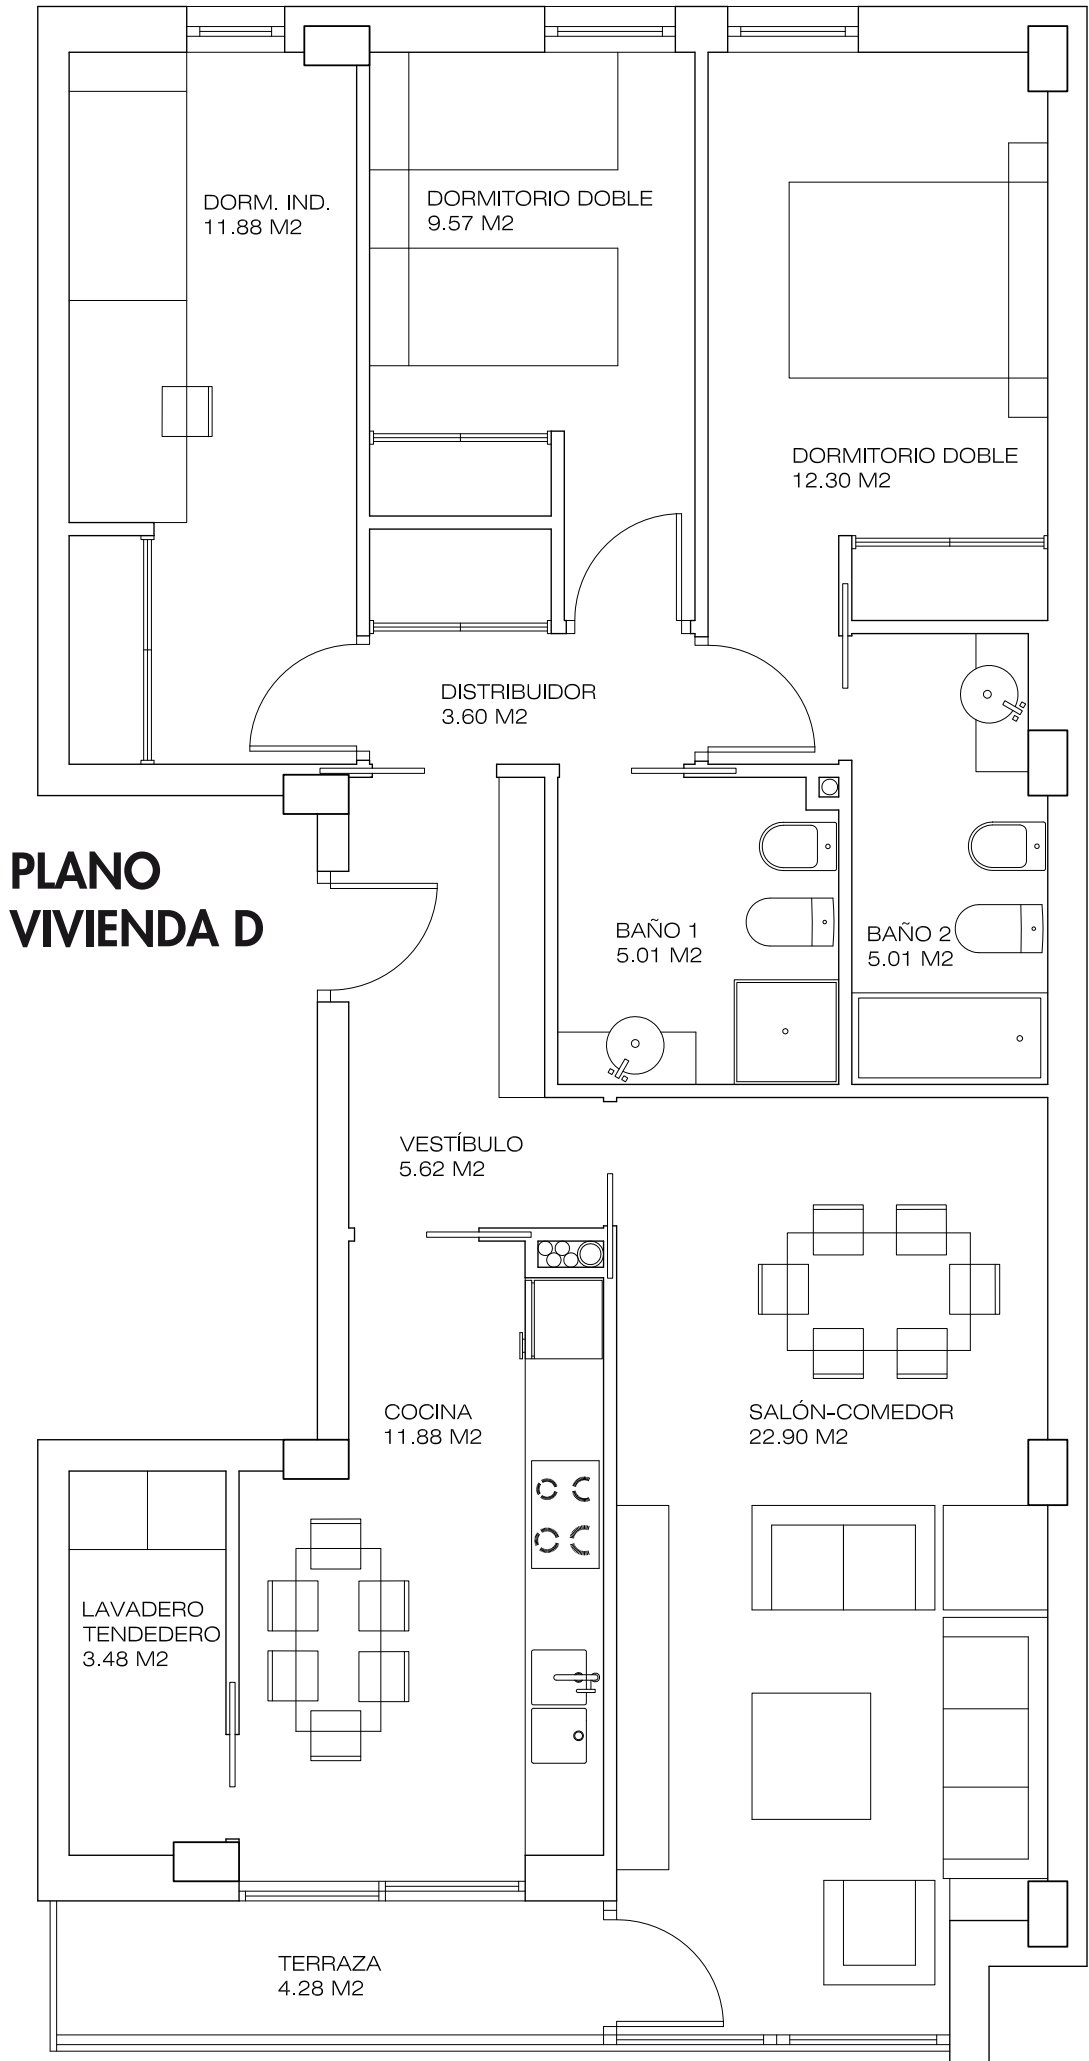 DORM. IND.
11.88 M2
DORMITORIO DOBLE
9.57 M2
DORMITORIO DOBLE
12.30 M2
DISTRIBUIDOR
3.60 M2
PLANO
VIVIENDA D
BAÑO 1
5.01 M2
BAÑO 2
5.01 M2
VESTÍBULO
5.62 M2
COCINA
11.88 M2
SALÓN-COMEDOR
22.90 M2
LAVADERO
TENDEDERO
3.48 M2
TERRAZA
4.28 M2